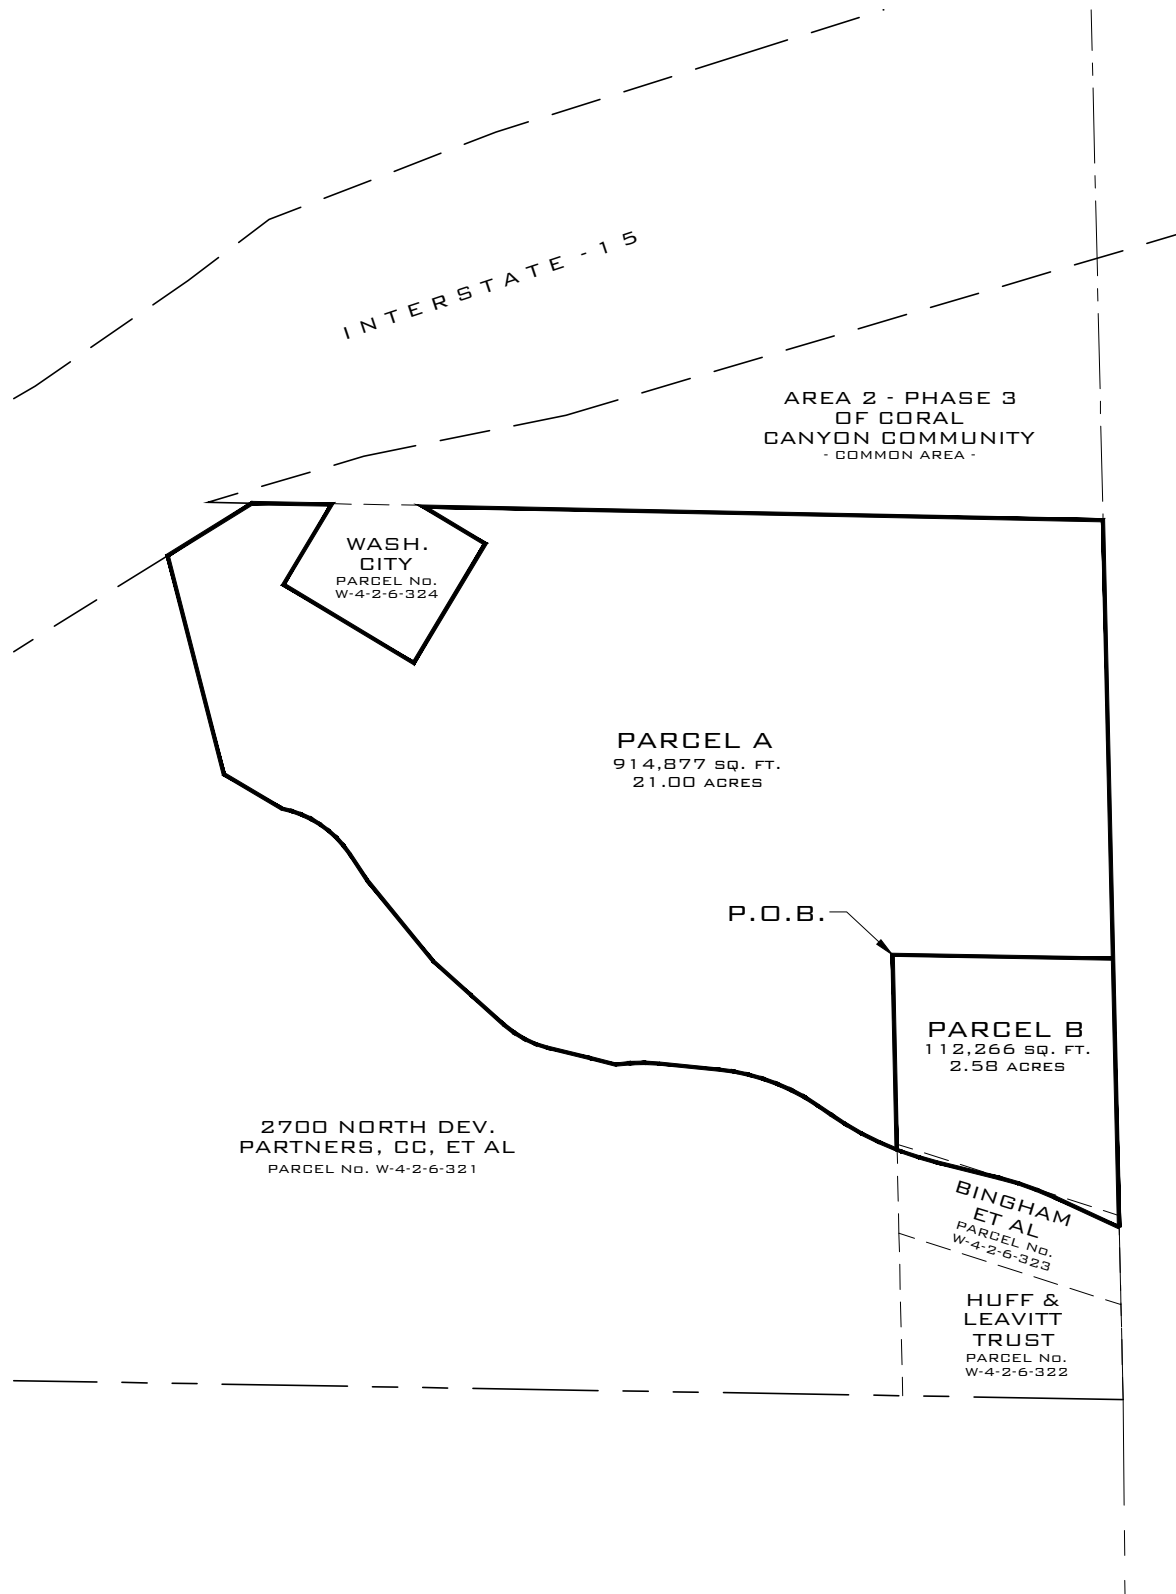 INTERSTATE - 15
AREA 2 - PHASE 3
OF CORAL
CANYON COMMUNITY
- COMMON AREA -
WASH.
CITY
PARCEL No.
W-4-2-6-324
PARCEL A
914,877 SQ. FT.
21.00 ACRES
P.O.B.
PARCEL B
112,266 SQ. FT.
2.58 ACRES
2700 NORTH DEV.
PARTNERS, CC, ET AL
PARCEL No. W-4-2-6-321
BINGHAM
ET AL
PARCEL No.
W-4-2-6-323
HUFF &
LEAVITT
TRUST
PARCEL No.
W-4-2-6-322